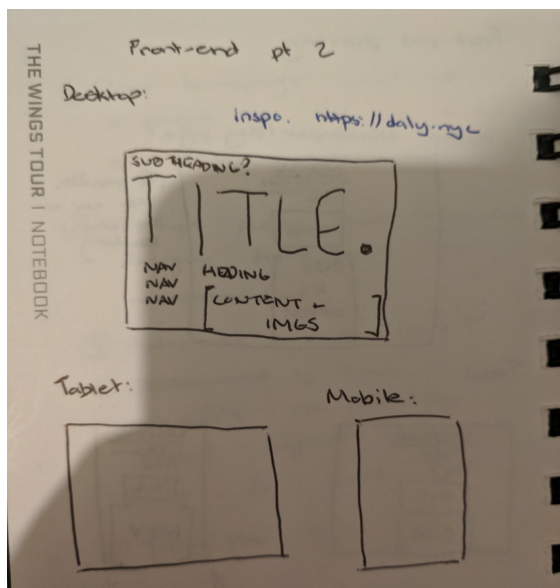 THE WINGS TOUR | NOTEBOOK
Front-end pt 2
Desktop:
inspo. https://daly.nyc
SUB HEADING?
TITLE.
NAV HEDING
NAV
NAV [CONTENT +
IMGS]
Tablet:
Mobile: